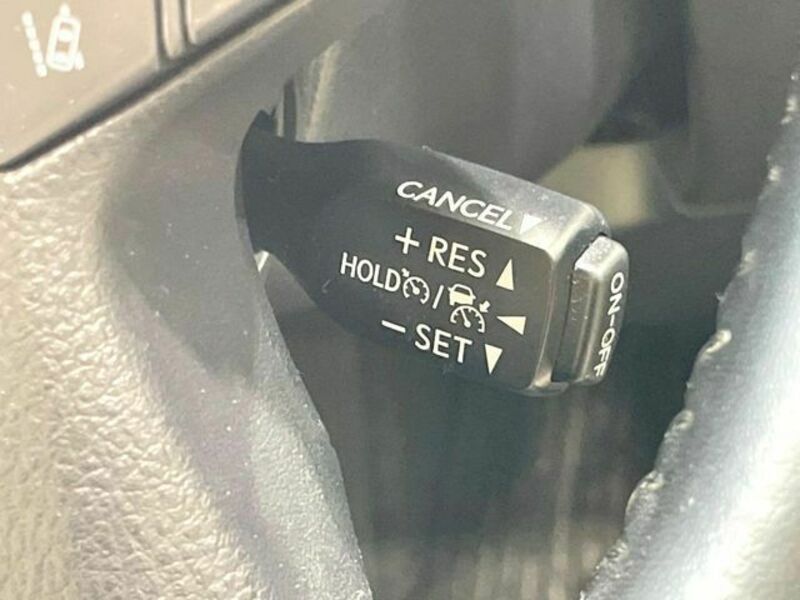 CANCEL
+ RES
HOLD /
− SET
ON-OFF